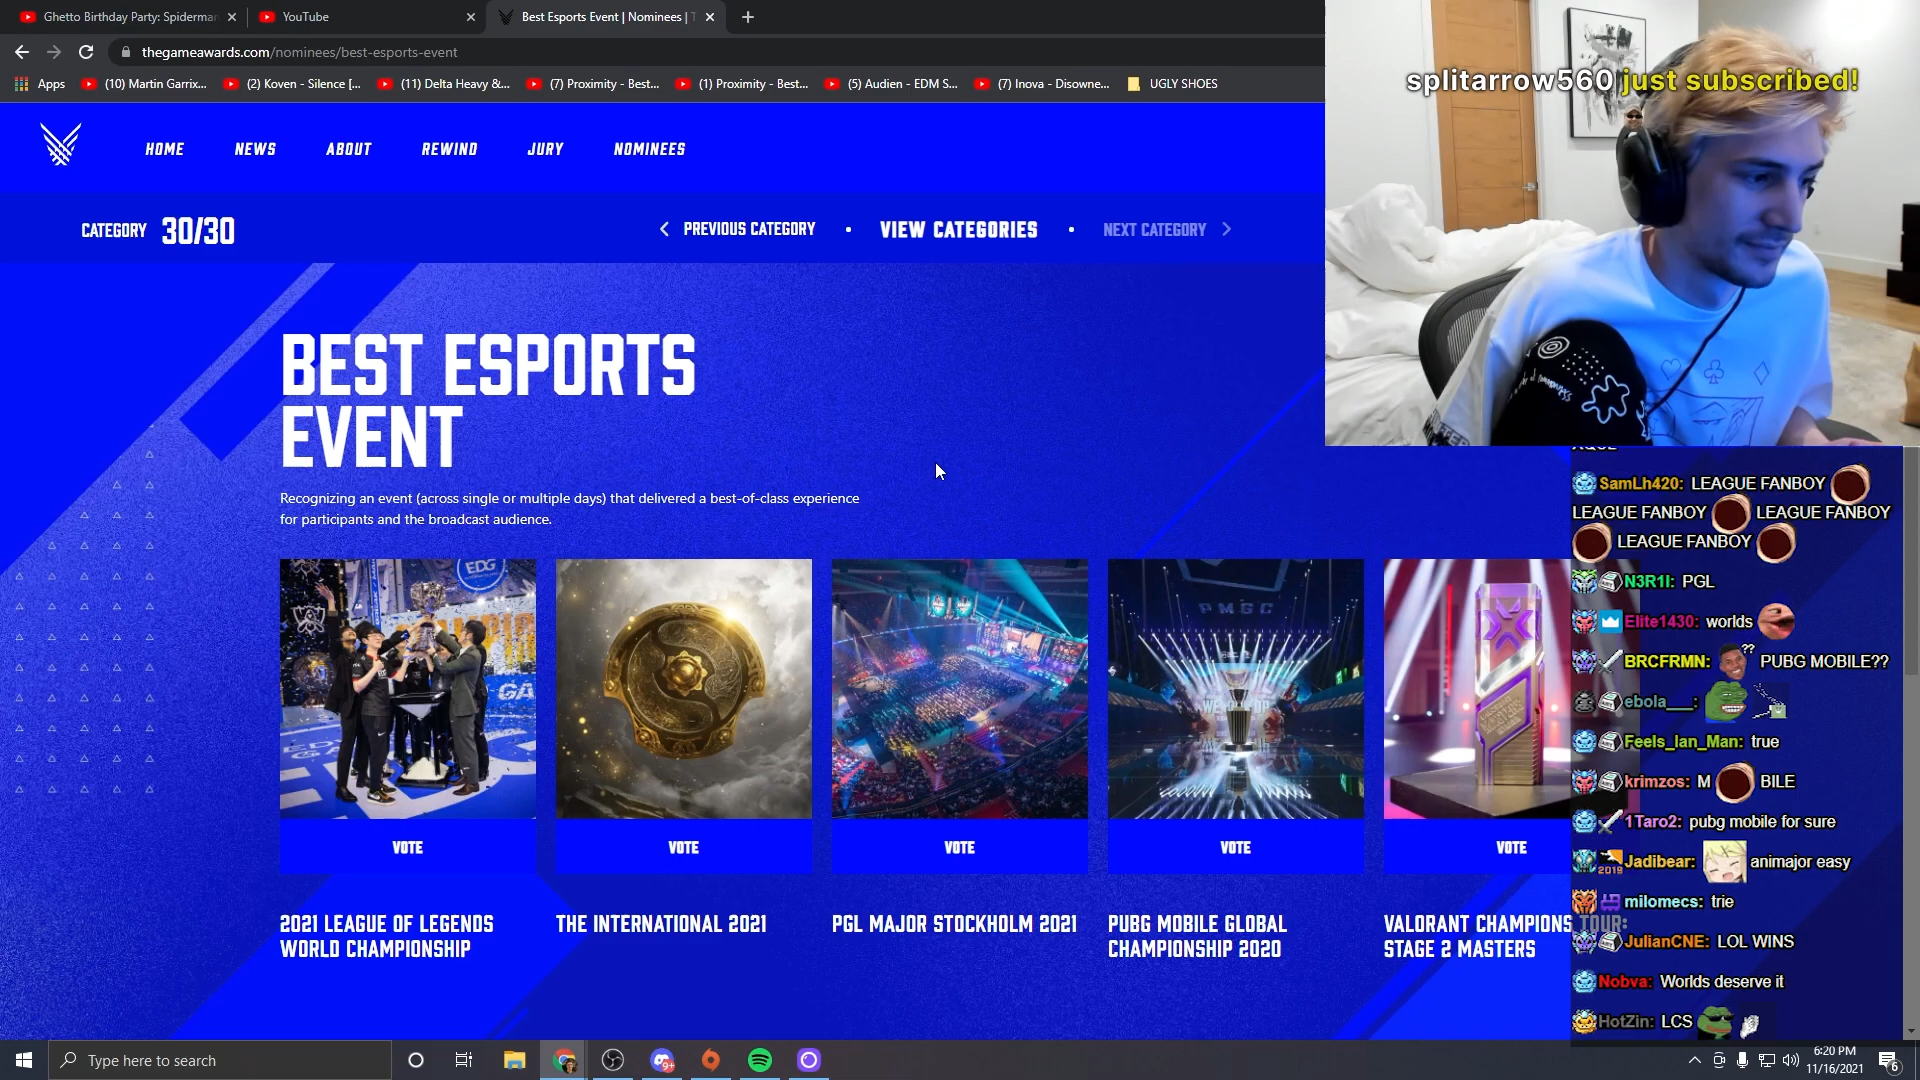 Ghetto Birthday Party: Spiderma
YouTube
Best Esports Event | Nominees | T
thegameawards.com/nominees/best-esports-event
Apps
(10) Martin Garrix...
(2) Koven - Silence [...
(11) Delta Heavy &...
(7) Proximity - Best...
(1) Proximity - Best...
(5) Audien - EDM S...
(7) Inova - Disowne...
UGLY SHOES
splitarrow560 just subscribed!
HOME
NEWS
ABOUT
REWIND
JURY
NOMINEES
CATEGORY 30/30
PREVIOUS CATEGORY
VIEW CATEGORIES
NEXT CATEGORY
BEST ESPORTS
EVENT
Recognizing an event (across single or multiple days) that delivered a best-of-class experience
for participants and the broadcast audience.
EDG
PMGC
VOTE
VOTE
VOTE
VOTE
VOTE
2021 LEAGUE OF LEGENDS
WORLD CHAMPIONSHIP
THE INTERNATIONAL 2021
PGL MAJOR STOCKHOLM 2021
PUBG MOBILE GLOBAL
CHAMPIONSHIP 2020
VALORANT CHAMPIONS TOUR:
STAGE 2 MASTERS
SamLh420: LEAGUE FANBOY
LEAGUE FANBOY LEAGUE FANBOY
LEAGUE FANBOY
N3R1I: PGL
Elite1430: worlds
BRCFRMN: ?? PUBG MOBILE??
ebola___:
Feels_Ian_Man: true
krimzos: M BILE
1Taro2: pubg mobile for sure
2019 Jadibear: animajor easy
milomecs: trie
JulianCNE: LOL WINS
Nobva: Worlds deserve it
HotZin: LCS
Type here to search
9+
6:20 PM
11/16/2021
6